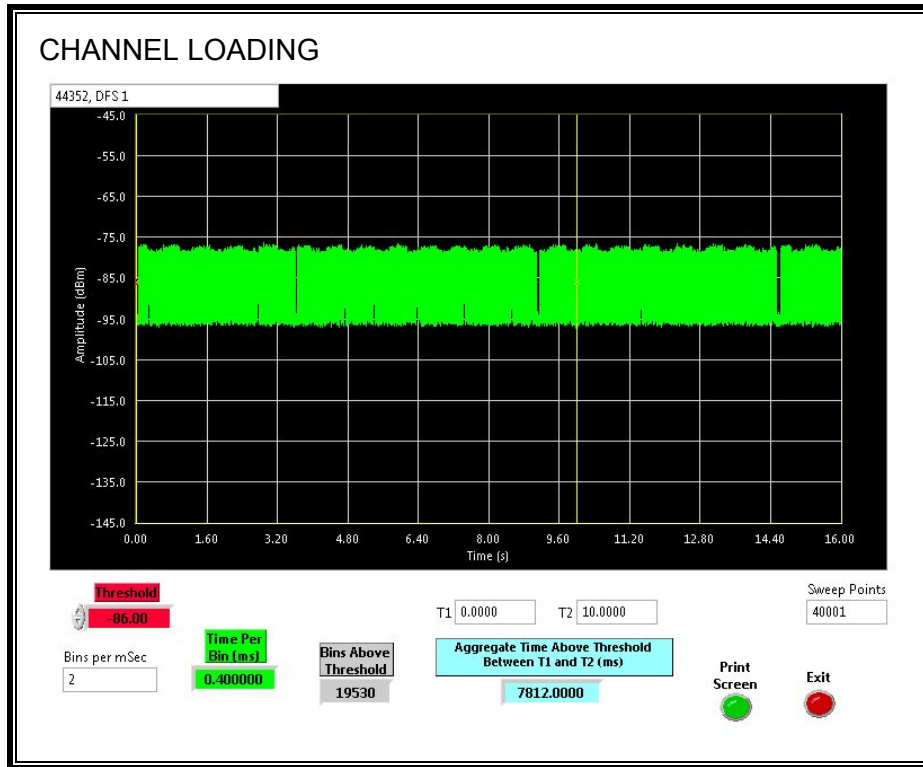 CHANNEL LOADING
44352, DFS 1
Amplitude (dBm)
-45.0
-55.0
-65.0
-75.0
-85.0
-95.0
-105.0
-115.0
-125.0
-135.0
-145.0
0.00 1.60 3.20 4.80 6.40 8.00 9.60 11.20 12.80 14.40 16.00
Time (s)
Threshold
-86.00
Bins per mSec
2
Time Per
Bin (ms)
0.400000
Bins Above
Threshold
19530
T1 0.0000 T2 10.0000
Aggregate Time Above Threshold
Between T1 and T2 (ms)
7812.0000
Sweep Points
40001
Print
Screen
Exit